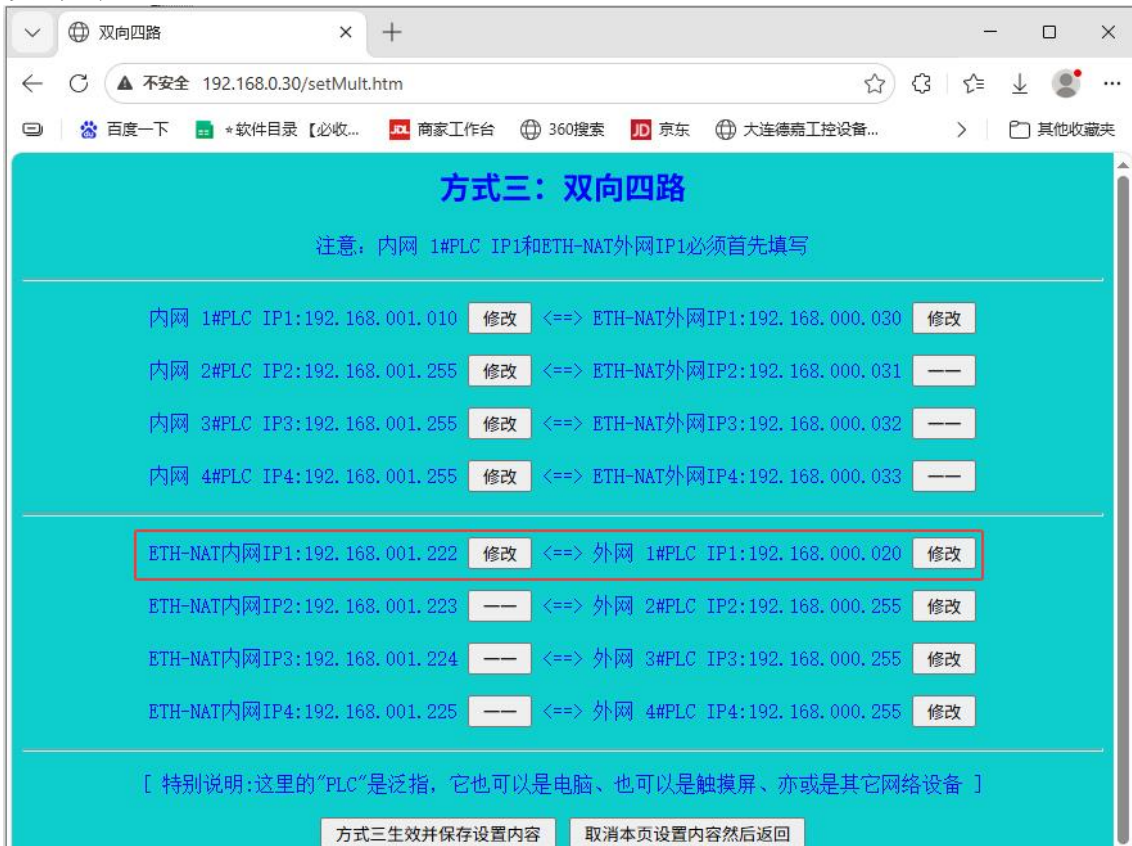 双向四路
不安全 192.168.0.30/setMult.htm
百度一下 *软件目录【必收... JDL 商家工作台 360搜索 JD 京东 大连德嘉工控设备... 其他收藏夹
方式三：双向四路
注意：内网 1#PLC IP1和ETH-NAT外网IP1必须首先填写
内网 1#PLC IP1:192.168.001.010 修改 <==> ETH-NAT外网IP1:192.168.000.030 修改
内网 2#PLC IP2:192.168.001.255 修改 <==> ETH-NAT外网IP2:192.168.000.031 ——
内网 3#PLC IP3:192.168.001.255 修改 <==> ETH-NAT外网IP3:192.168.000.032 ——
内网 4#PLC IP4:192.168.001.255 修改 <==> ETH-NAT外网IP4:192.168.000.033 ——
ETH-NAT内网IP1:192.168.001.222 修改 <==> 外网 1#PLC IP1:192.168.000.020 修改
ETH-NAT内网IP2:192.168.001.223 —— <==> 外网 2#PLC IP2:192.168.000.255 修改
ETH-NAT内网IP3:192.168.001.224 —— <==> 外网 3#PLC IP3:192.168.000.255 修改
ETH-NAT内网IP4:192.168.001.225 —— <==> 外网 4#PLC IP4:192.168.000.255 修改
[ 特别说明:这里的"PLC"是泛指，它也可以是电脑、也可以是触摸屏、亦或是其它网络设备 ]
方式三生效并保存设置内容 取消本页设置内容然后返回